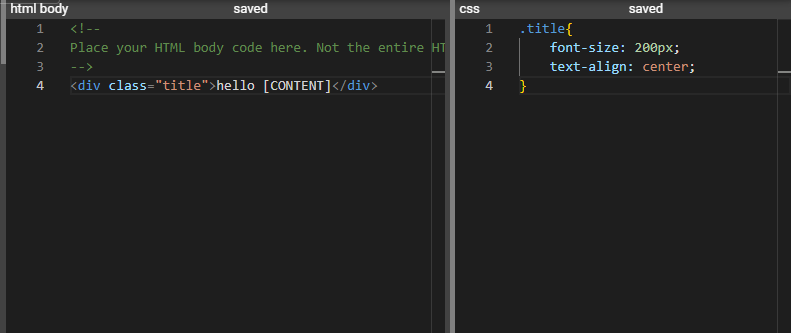 html body saved
1 <!--
2 Place your HTML body code here. Not the entire HT
3 -->
4 <div class="title">hello [CONTENT]</div>
css saved
1 .title{
2 font-size: 200px;
3 text-align: center;
4 }